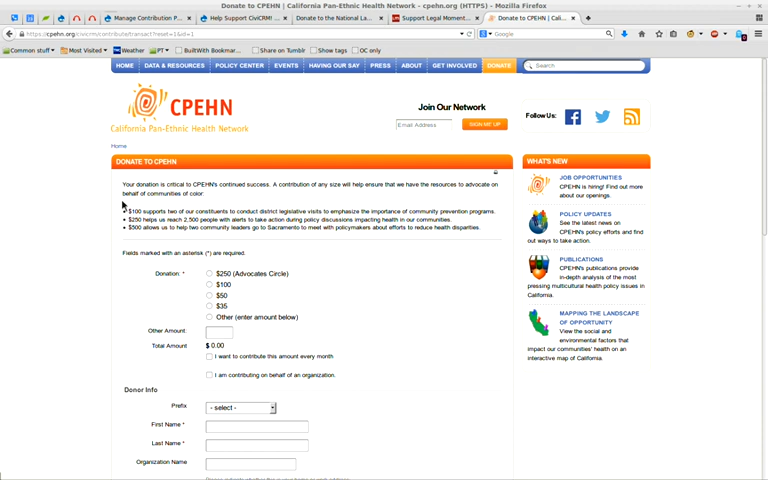 Donate to CPEHN | California Pan-Ethnic Health Network - cpehn.org (HTTPS) - Mozilla Firefox
Manage Contribution P...
Help Support CiviCRM! ...
Donate to the National La...
Support Legal Moment...
Donate to CPEHN | Cali...
https://cpehn.org/civicrm/contribute/transact?reset=1&id=1
Google
Common stuff
Most Visited
Weather
PT
BuiltWith Bookmar...
Share on Tumblr
Show tags
OC only
HOME DATA & RESOURCES POLICY CENTER EVENTS HAVING OUR SAY PRESS ABOUT GET INVOLVED DONATE
Search
CPEHN
California Pan-Ethnic Health Network
Join Our Network
Email Address
SIGN ME UP
Follow Us:
Home
DONATE TO CPEHN
Your donation is critical to CPEHN's continued success. A contribution of any size will help ensure that we have the resources to advocate on
behalf of communities of color:
$100 supports two of our constituents to conduct district legislative visits to emphasize the importance of community prevention programs.
$250 helps us reach 2,500 people with alerts to take action during policy discussions impacting health in our communities.
$500 allows us to help two community leaders go to Sacramento to meet with policymakers about efforts to reduce health disparities.
Fields marked with an asterisk (*) are required.
Donation: *
$250 (Advocates Circle)
$100
$50
$35
Other (enter amount below)
Other Amount
Total Amount $ 0.00
I want to contribute this amount every month
I am contributing on behalf of an organization.
Donor Info
Prefix - select -
First Name *
Last Name *
Organization Name
WHAT'S NEW
JOB OPPORTUNITIES
CPEHN is hiring! Find out more
about our openings.
POLICY UPDATES
See the latest news on
CPEHN's policy efforts and find
out ways to take action.
PUBLICATIONS
CPEHN's publications provide
in-depth analysis of the most
pressing multicultural health policy issues in
California.
MAPPING THE LANDSCAPE
OF OPPORTUNITY
View the social and
environmental factors that
impact our communities' health on an
interactive map of California.